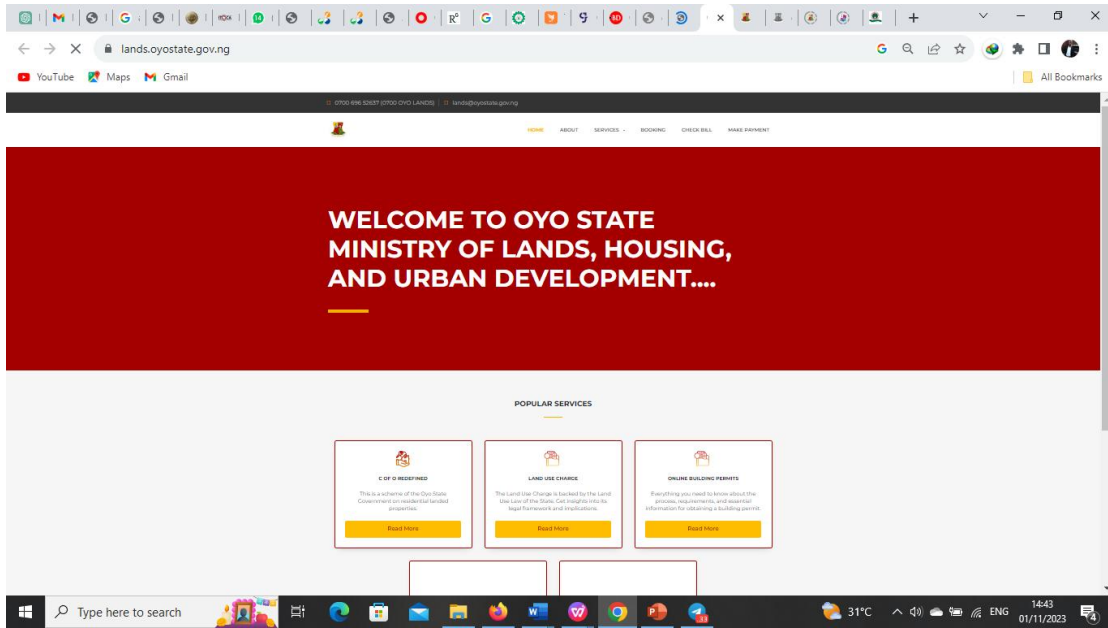 lands.oyostate.gov.ng
YouTube Maps Gmail All Bookmarks
0700 696 52637 (0700 OYO LANDS) lands@oyostate.gov.ng
HOME ABOUT SERVICES BOOKING CHECK BILL MAKE PAYMENT
WELCOME TO OYO STATE
MINISTRY OF LANDS, HOUSING,
AND URBAN DEVELOPMENT....
POPULAR SERVICES
C OF O REDEFINED
This is a scheme of the Oyo State
Government on residential landed
properties.
Read More
LAND USE CHARGE
The Land Use Charge is backed by the Land
Use Law of the State. Get insights into its
legal framework and implications.
Read More
ONLINE BUILDING PERMITS
Everything you need to know about the
process, requirements, and essential
information for obtaining a building permit.
Read More
Type here to search
31°C ENG
14:43
01/11/2023